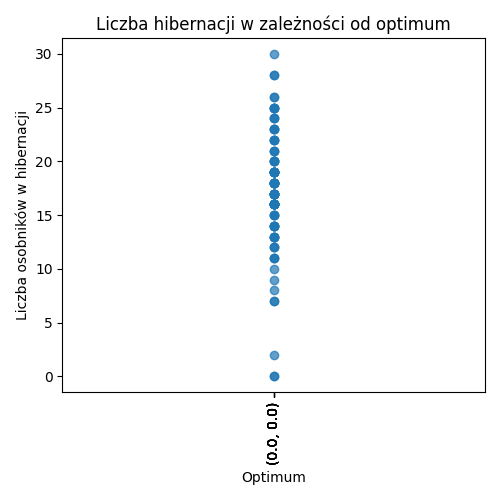 Liczba hibernacji w zależności od optimum
Liczba osobników w hibernacji
30
25
20
15
10
5
0
(0.0, 0.0)
Optimum